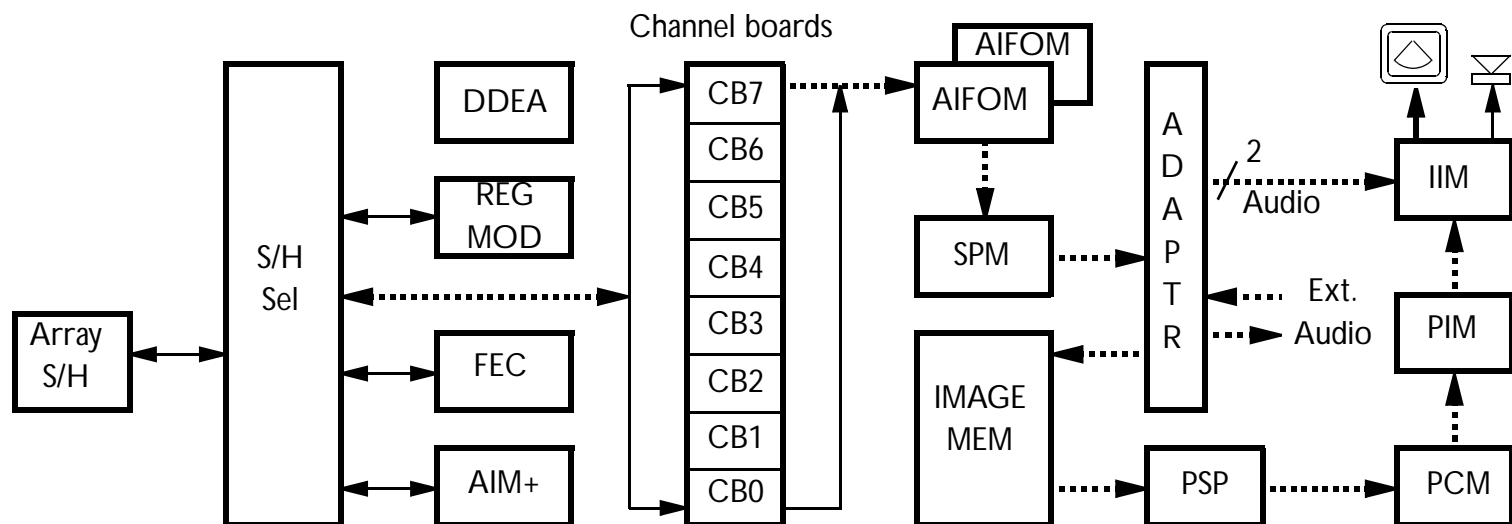 Channel boards
Array
S/H
S/H
Sel
DDEA
REG
MOD
FEC
AIM+
CB7
CB6
CB5
CB4
CB3
CB2
CB1
CB0
AIFOM
AIFOM
SPM
IMAGE
MEM
A
D
A
P
T
R
2
Audio
Ext.
Audio
PSP
IIM
PIM
PCM